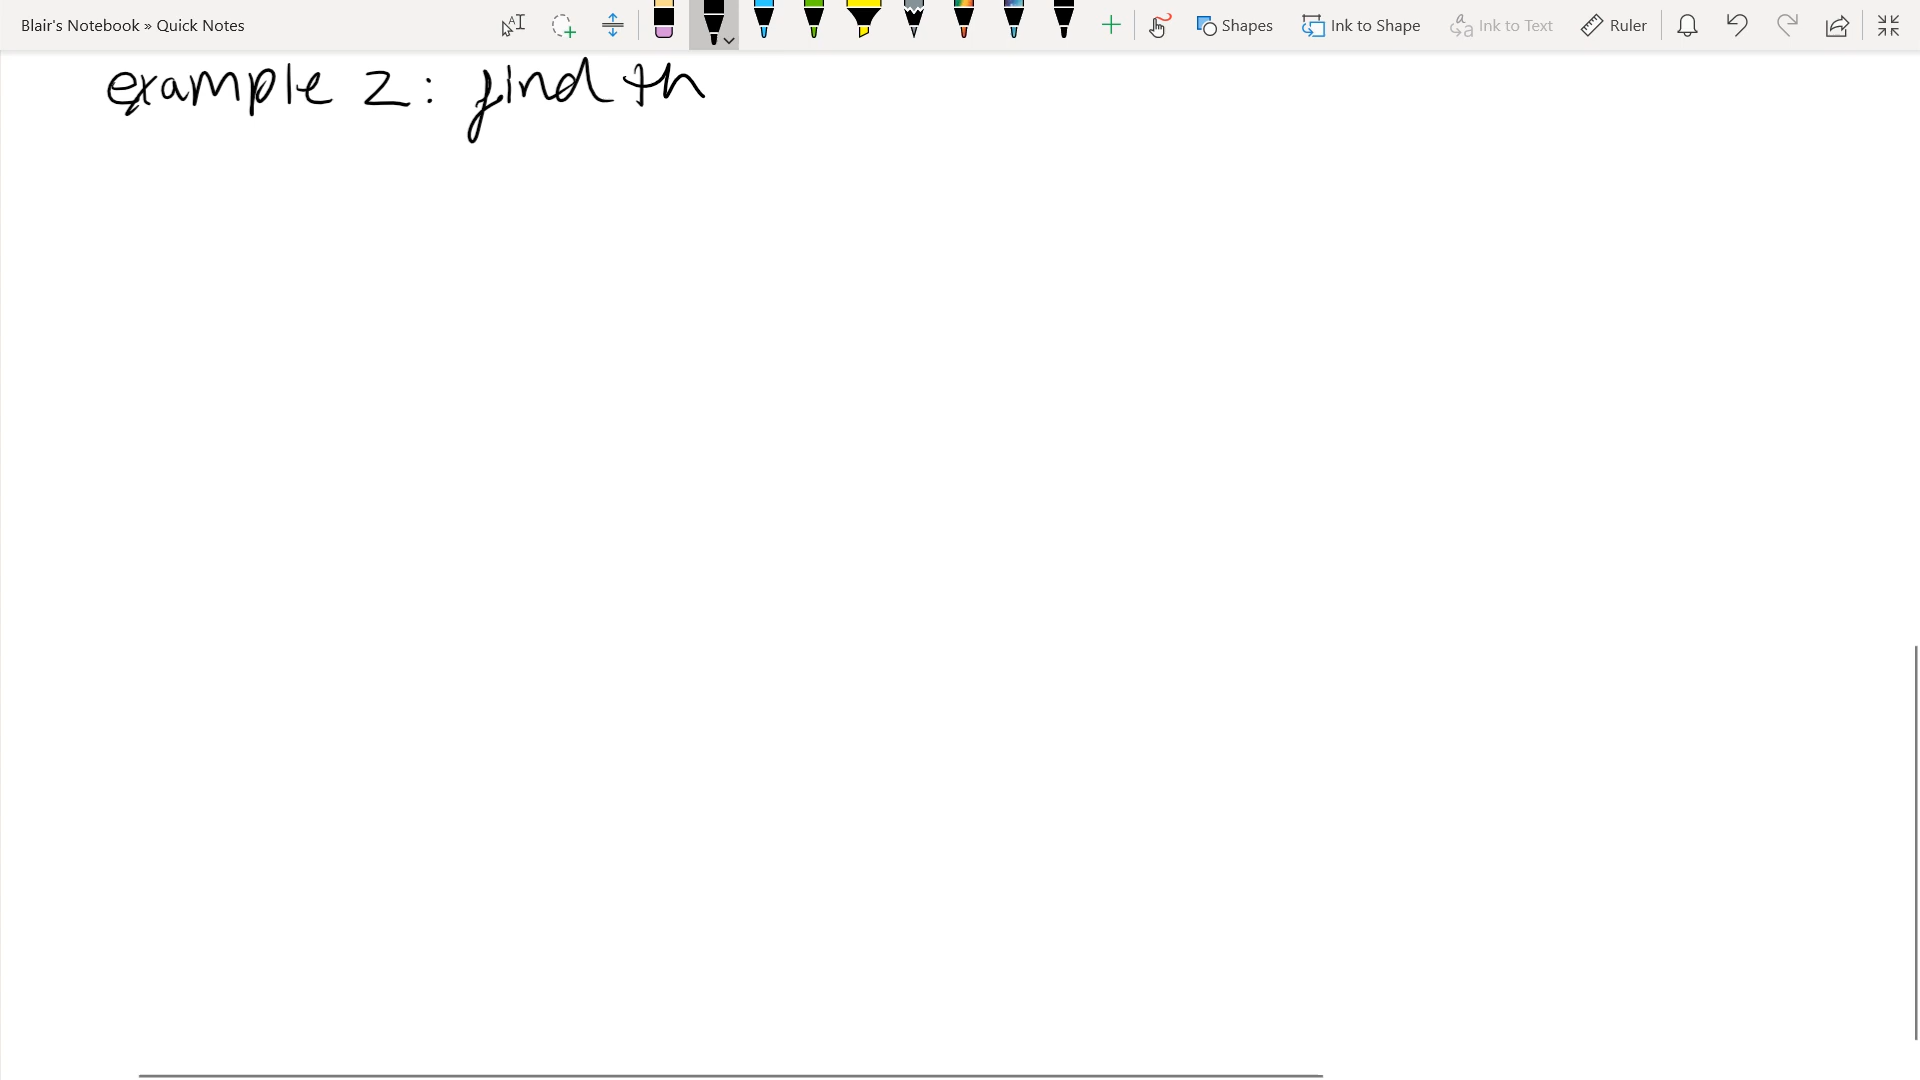 Blair's Notebook » Quick Notes Shapes Ink to Shape Ink to Text Ruler
example 2: find th